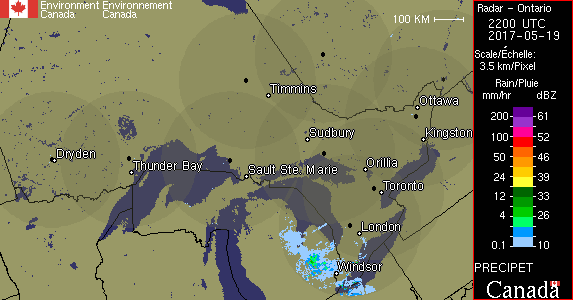 Environment Environnement
Canada Canada
100 KM
Timmins
Ottawa
Sudbury
Kingston
Dryden
Thunder Bay
Sault Ste. Marie
Orillia
Toronto
London
Windsor
Radar - Ontario
2200 UTC
2017-05-19
Scale/Échelle:
3.5 km/Pixel
Rain/Pluie
mm/hr dBZ
200 61
100 52
50 46
24 39
12 33
4 26
0.1 10
PRECIPET
Canada